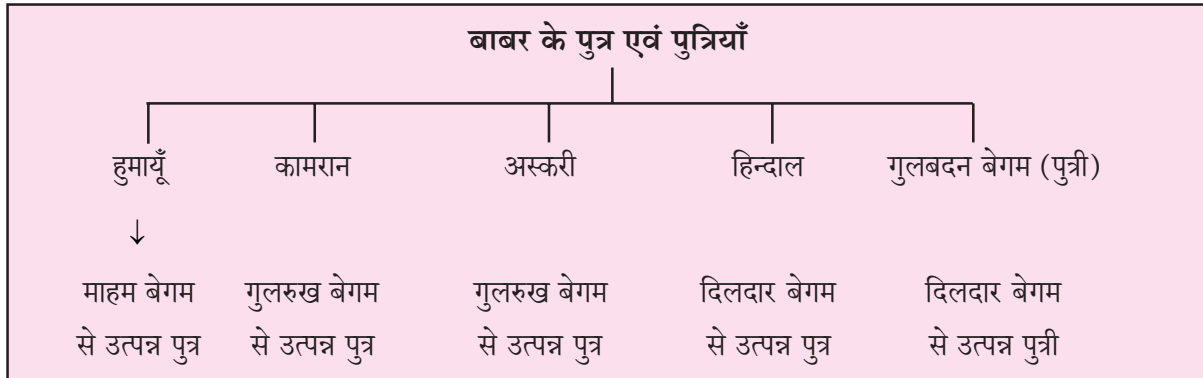 बाबर के पुत्र एवं पुत्रियाँ
हुमायूँ कामरान अस्करी हिन्दाल गुलबदन बेगम (पुत्री)
↓
माहम बेगम गुलरुख बेगम गुलरुख बेगम दिलदार बेगम दिलदार बेगम
से उत्पन्न पुत्र से उत्पन्न पुत्र से उत्पन्न पुत्र से उत्पन्न पुत्र से उत्पन्न पुत्री